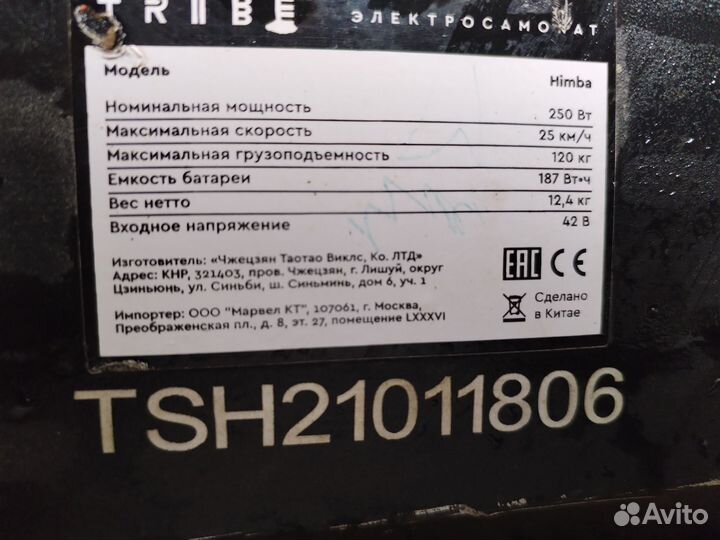 TRIBE ЭЛЕКТРОСАМОКАТ
Модель Himba
Номинальная мощность 250 Вт
Максимальная скорость 25 км/ч
Максимальная грузоподъемность 120 кг
Емкость батареи 187 Вт•ч
Вес нетто 12,4 кг
Входное напряжение 42 В
Изготовитель: «Чжецзян Таотао Виклс, Ко. ЛТД»
Адрес: КНР, 321403, пров. Чжецзян, г. Лишуй, округ
Цзиньюнь, ул. Синьби, ш. Синьминь, дом 6, уч. 1
EAC CE
Импортер: ООО "Марвел КТ", 107061, г. Москва,
Преображенская пл., д. 8, эт. 27, помещение LXXXVI
Сделано
в Китае
TSH21011806
Avito